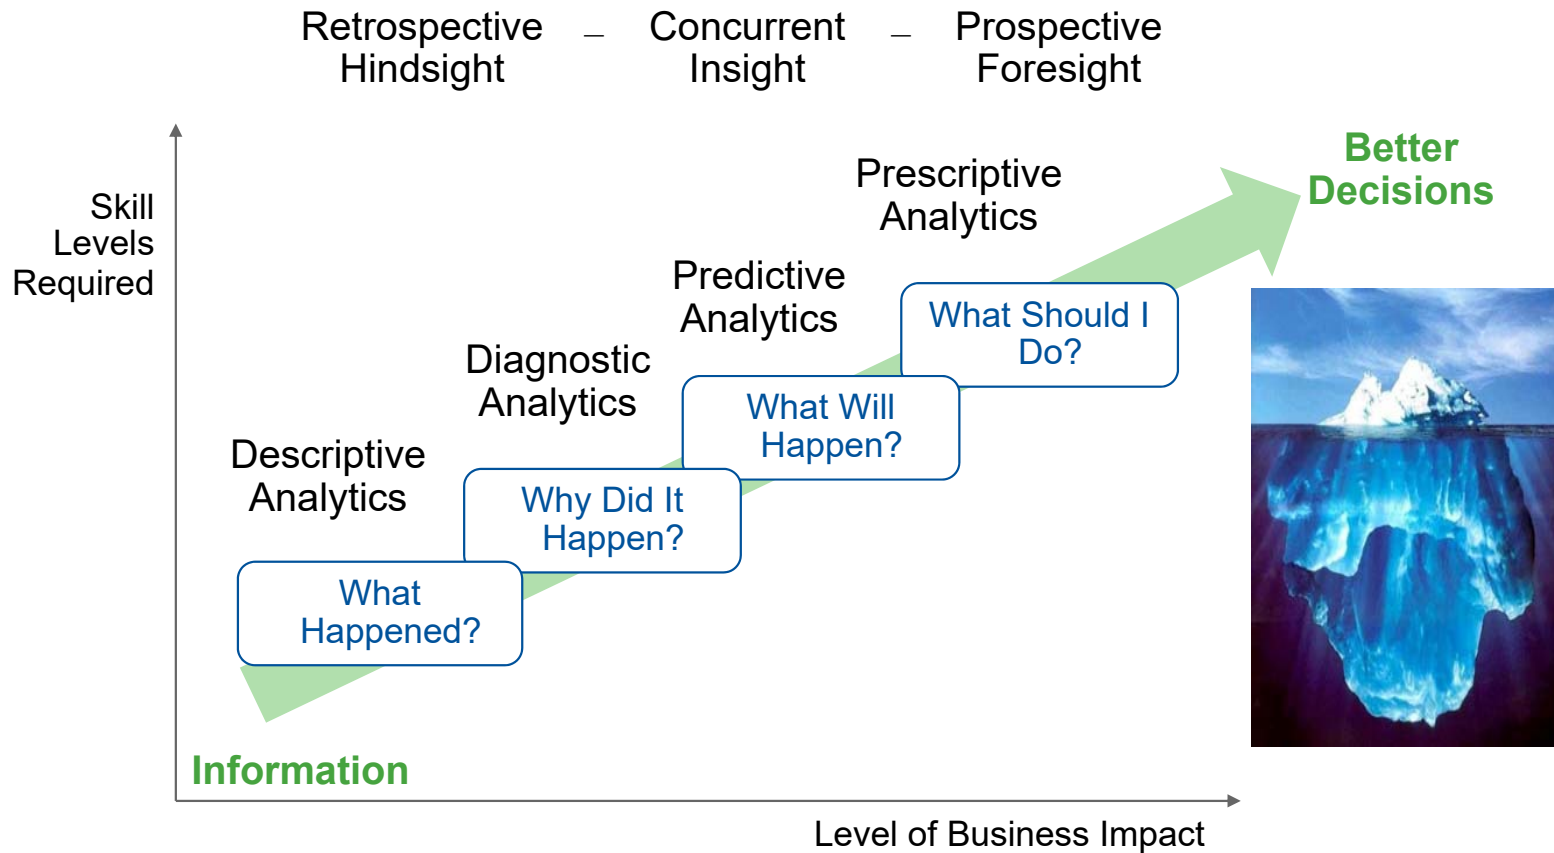 Retrospective – Concurrent – Prospective
Hindsight Insight Foresight
Better
Decisions
Prescriptive
Analytics
Skill
Levels
Required
Predictive
Analytics
What Should I
Do?
Diagnostic
Analytics
What Will
Happen?
Descriptive
Analytics
Why Did It
Happen?
What
Happened?
Information
Level of Business Impact